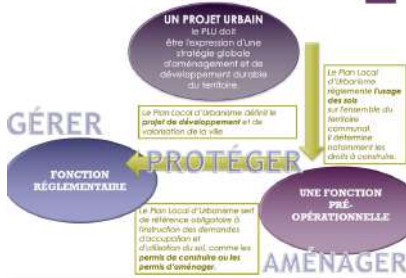 UN PROJET URBAIN
le PLU doit
être l'expression d'une
stratégie globale
d'aménagement et de
développement durable
du territoire.
Le Plan Local
d'Urbanisme
réglemente l'usage
des sols
sur l'ensemble du
territoire
communal.
Il détermine
notamment les
droits à construire.
Le Plan Local d'Urbanisme définit le
projet de développement et de
valorisation de la ville
GÉRER
PROTÉGER
FONCTION
RÉGLEMENTAIRE
UNE FONCTION
PRÉ-
OPÉRATIONNELLE
Le Plan Local d'Urbanisme sert
de référence obligatoire à
l'instruction des demandes
d'occupation et
d'utilisation du sol, comme les
permis de construire ou les
permis d'aménager.
AMÉNAGER